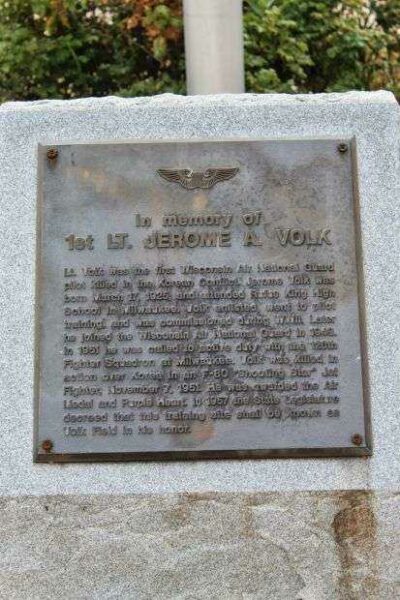 In memory of
1st LT. JEROME A. VOLK
Lt. Volk was the first Wisconsin Air National Guard
pilot killed in the Korean Conflict. Jerome Volk was
born March 17, 1925, and attended Rufus King High
School in Milwaukee. Volk enlisted, went to pilot
training, and was commissioned during WWII. Later
he joined the Wisconsin Air National Guard in
In 1951 he was called to active duty with the 126th
Fighter Squadron at Milwaukee. Volk was killed in
action over Korea in an F-80 "Shooting Star" Jet
Fighter, November 7, 1951. He was awarded the Air
Medal and Purple Heart. In 1957 the State Legislature
decreed that this training site shall be known as
Volk Field in his honor.